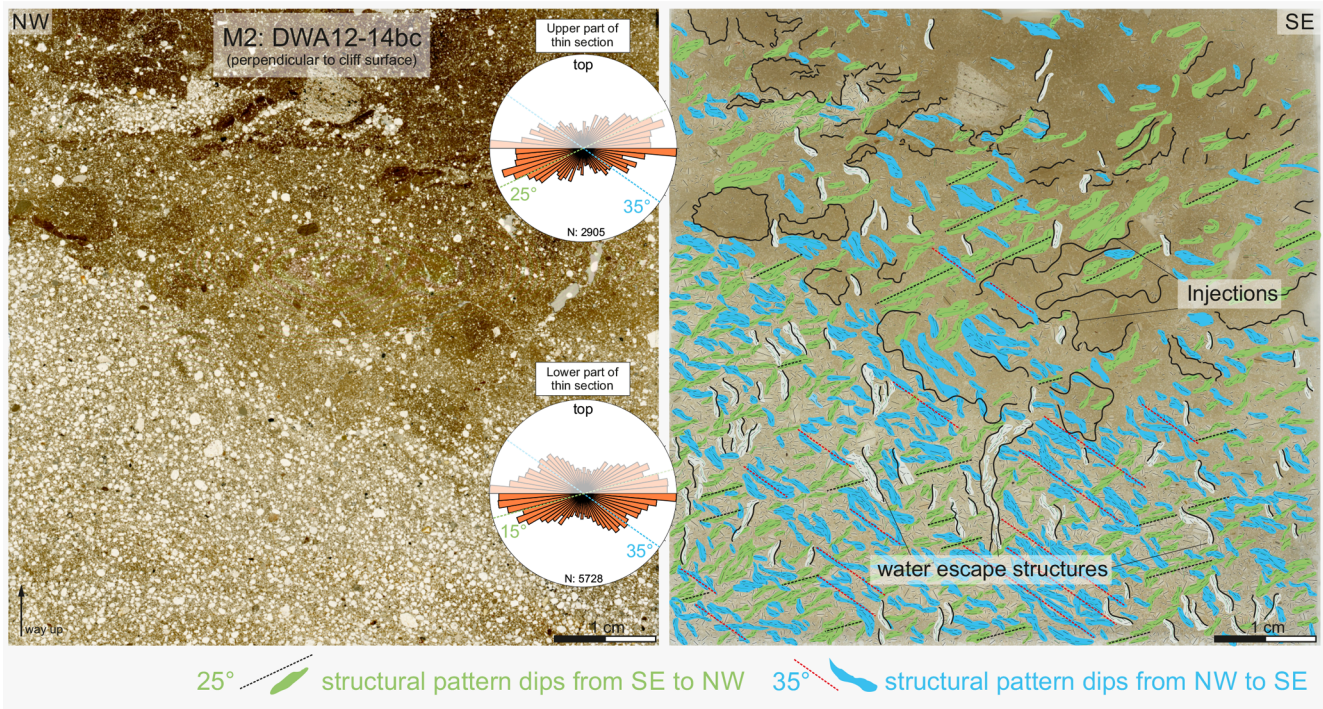 NW
M2: DWA12-14bc
(perpendicular to cliff surface)
Upper part of
thin section
top
25°
35°
N: 2905
Lower part of
thin section
top
15°
35°
N: 5728
way up
1 cm
SE
Injections
water escape structures
1 cm
25° structural pattern dips from SE to NW 35° structural pattern dips from NW to SE